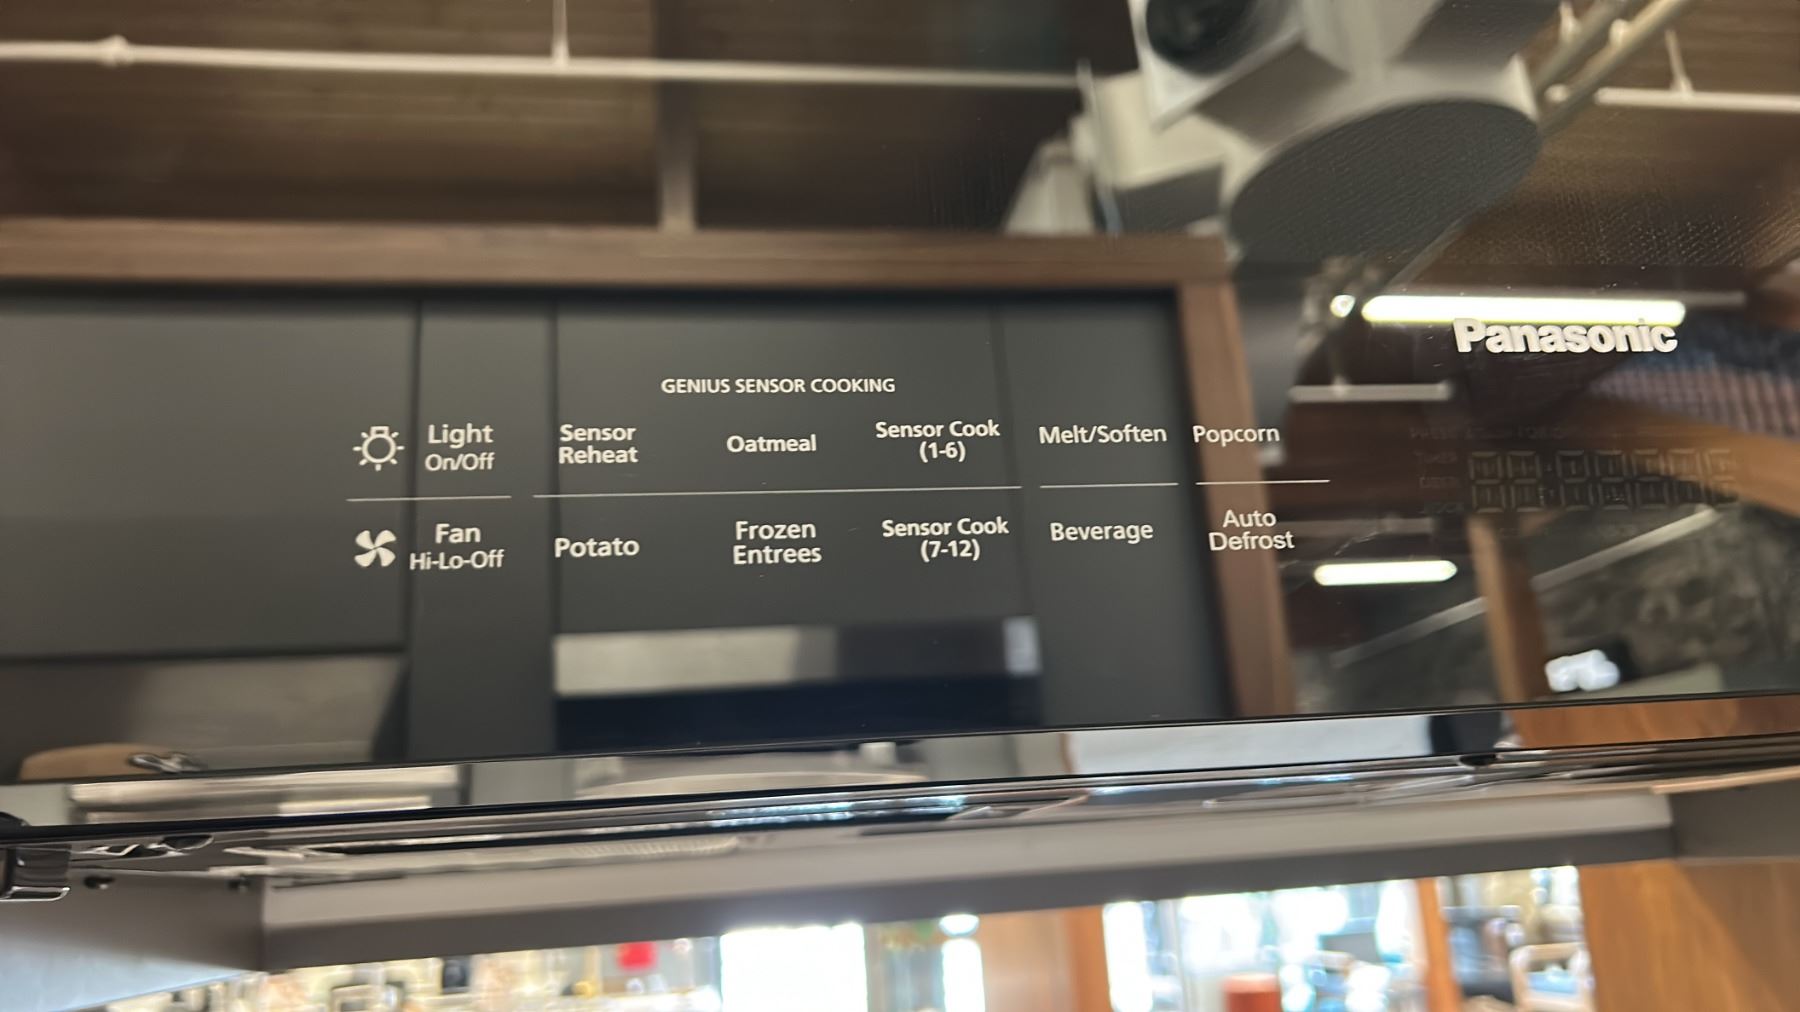 Panasonic
GENIUS SENSOR COOKING
Light
On/Off
Sensor
Reheat
Oatmeal
Sensor Cook
(1-6)
Melt/Soften
Popcorn
Fan
Hi-Lo-Off
Potato
Frozen
Entrees
Sensor Cook
(7-12)
Beverage
Auto
Defrost